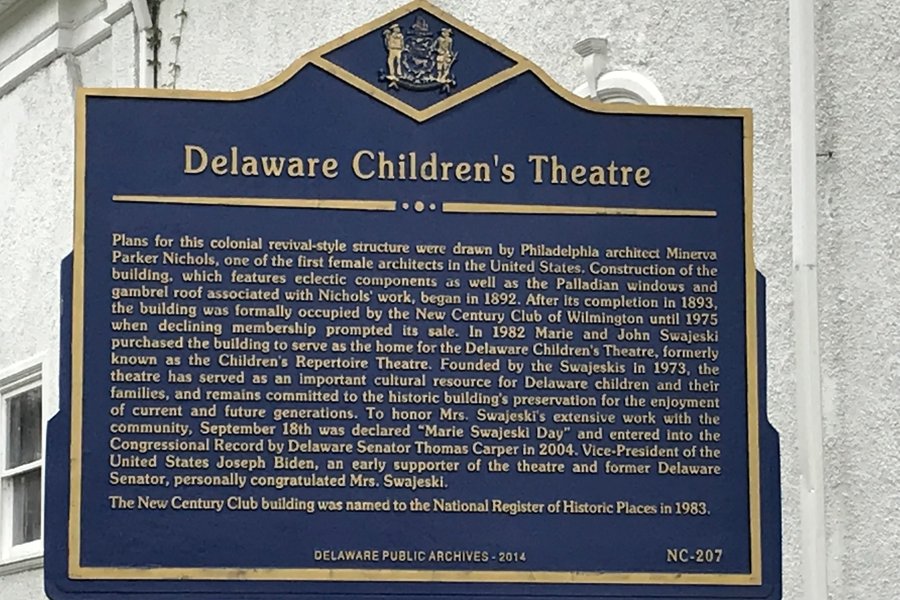 Delaware Children's Theatre
Plans for this colonial revival-style structure were drawn by Philadelphia architect Minerva
Parker Nichols, one of the first female architects in the United States. Construction of the
building, which features eclectic components as well as the Palladian windows and
gambrel roof associated with Nichols' work, began in 1892. After its completion in 1893,
the building was formally occupied by the New Century Club of Wilmington until 1975
when declining membership prompted its sale. In 1982 Marie and John Swajeski
purchased the building to serve as the home for the Delaware Children's Theatre, formerly
known as the Children's Repertoire Theatre. Founded by the Swajeskis in 1973, the
theatre has served as an important cultural resource for Delaware children and their
families, and remains committed to the historic building's preservation for the enjoyment
of current and future generations. To honor Mrs. Swajeski's extensive work with the
community, September 18th was declared "Marie Swajeski Day" and entered into the
Congressional Record by Delaware Senator Thomas Carper in 2004. Vice-President of the
United States Joseph Biden, an early supporter of the theatre and former Delaware
Senator, personally congratulated Mrs. Swajeski.
The New Century Club building was named to the National Register of Historic Places in 1983.
DELAWARE PUBLIC ARCHIVES - 2014
NC-207